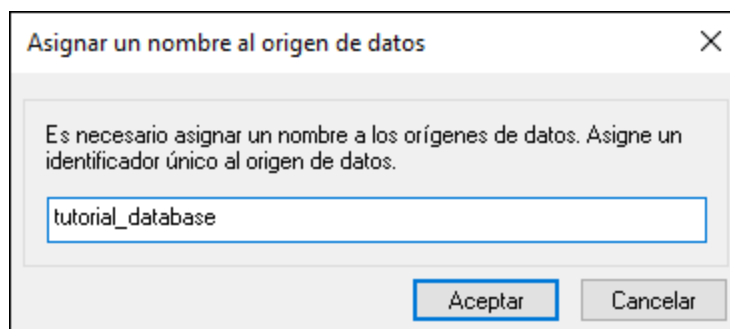 Asignar un nombre al origen de datos
Es necesario asignar un nombre a los orígenes de datos. Asigne un
identificador único al origen de datos.
tutorial_database
Aceptar Cancelar